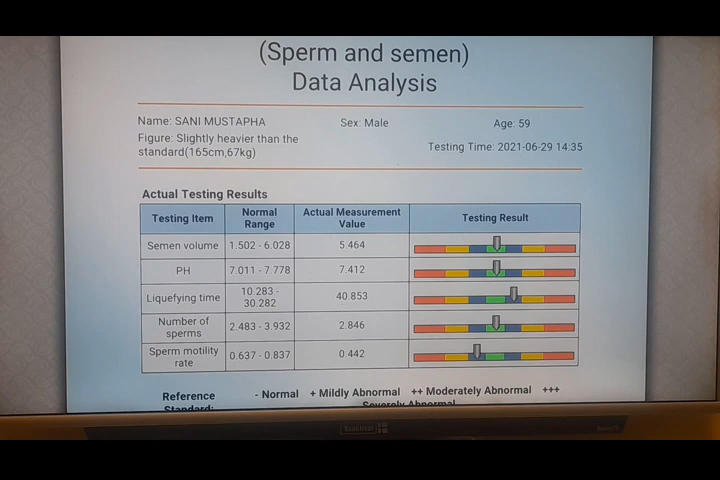 (Sperm and semen)
Data Analysis
Name: SANI MUSTAPHA Sex: Male Age: 59
Figure: Slightly heavier than the
standard(165cm,67kg) Testing Time: 2021-06-29 14:35
Actual Testing Results
Testing Item Normal Range Actual Measurement Value Testing Result
Semen volume 1.502 - 6.028 5.464
PH 7.011 - 7.778 7.412
Liquefying time 10.283 - 30.282 40.853
Number of sperms 2.483 - 3.932 2.846
Sperm motility rate 0.637 - 0.837 0.442
Reference Standard: - Normal + Mildly Abnormal ++ Moderately Abnormal +++
Severely Abnormal